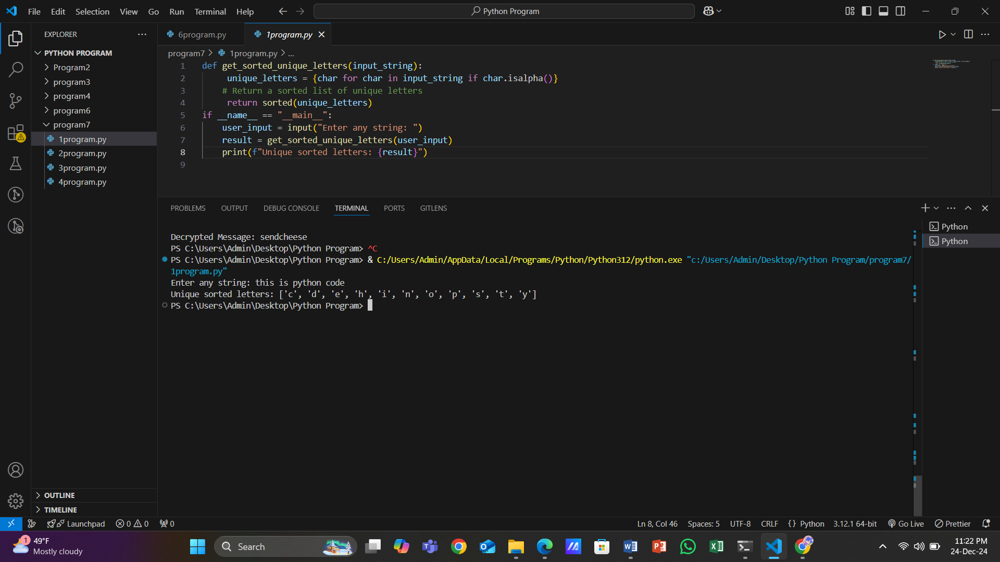 File Edit Selection View Go Run Terminal Help
Python Program
EXPLORER
PYTHON PROGRAM
Program2
program3
program4
program6
program7
1program.py
2program.py
3program.py
4program.py
OUTLINE
TIMELINE
6program.py 1program.py
program7 > 1program.py > ...
1 def get_sorted_unique_letters(input_string):
2 unique_letters = {char for char in input_string if char.isalpha()}
3 # Return a sorted list of unique letters
4 return sorted(unique_letters)
5 if __name__ == "__main__":
6 user_input = input("Enter any string: ")
7 result = get_sorted_unique_letters(user_input)
8 print(f"Unique sorted letters: {result}")
9
PROBLEMS OUTPUT DEBUG CONSOLE TERMINAL PORTS GITLENS
Decrypted Message: sendcheese
PS C:\Users\Admin\Desktop\Python Program> ^C
PS C:\Users\Admin\Desktop\Python Program> & C:/Users/Admin/AppData/Local/Programs/Python/Python312/python.exe "c:/Users/Admin/Desktop/Python Program/program7/
1program.py"
Enter any string: this is python code
Unique sorted letters: ['c', 'd', 'e', 'h', 'i', 'n', 'o', 'p', 's', 't', 'y']
PS C:\Users\Admin\Desktop\Python Program>
Python
Python
Launchpad 0 0 0
Ln 8, Col 46 Spaces: 5 UTF-8 CRLF {} Python 3.12.1 64-bit Go Live Prettier
1
49°F
Mostly cloudy
Search
11:22 PM
24-Dec-24